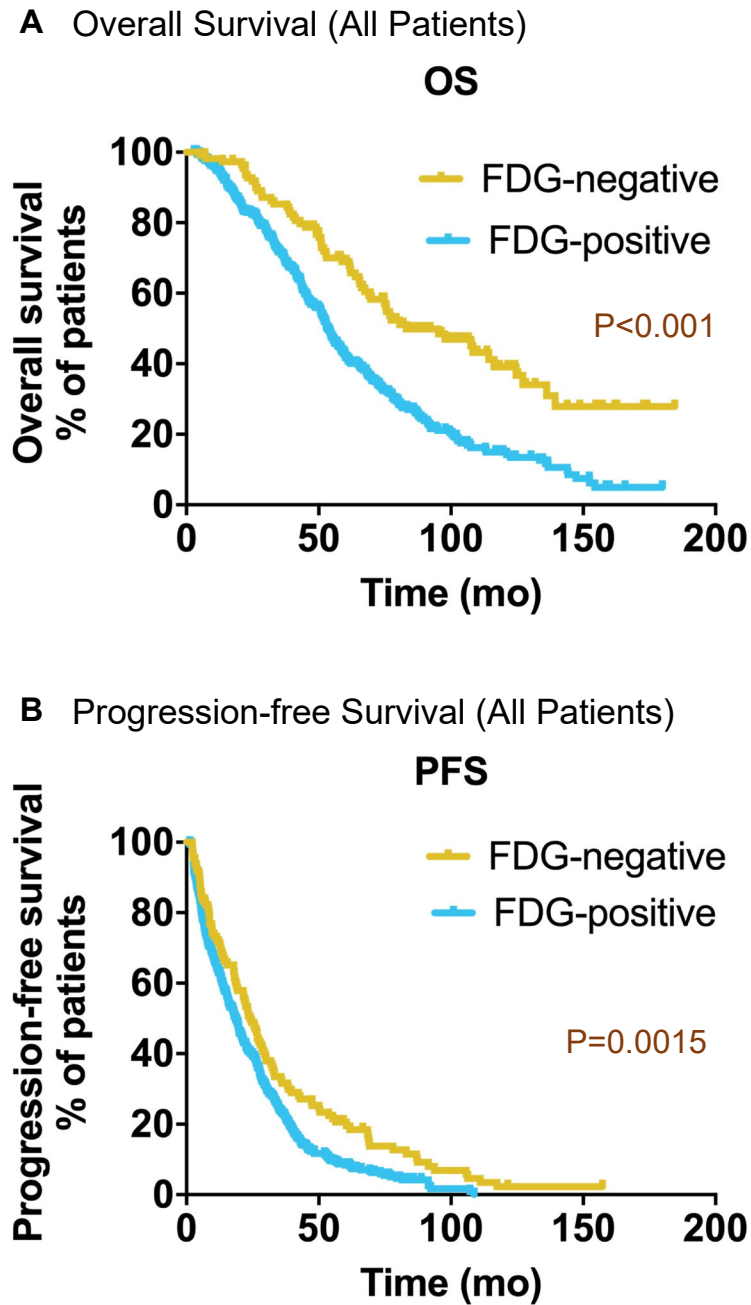 A Overall Survival (All Patients)
OS
Overall survival
% of patients
100
80
60
40
20
0
FDG-negative
FDG-positive
P<0.001
0 50 100 150 200
Time (mo)
B Progression-free Survival (All Patients)
PFS
Progression-free survival
% of patients
100
80
60
40
20
0
FDG-negative
FDG-positive
P=0.0015
0 50 100 150 200
Time (mo)